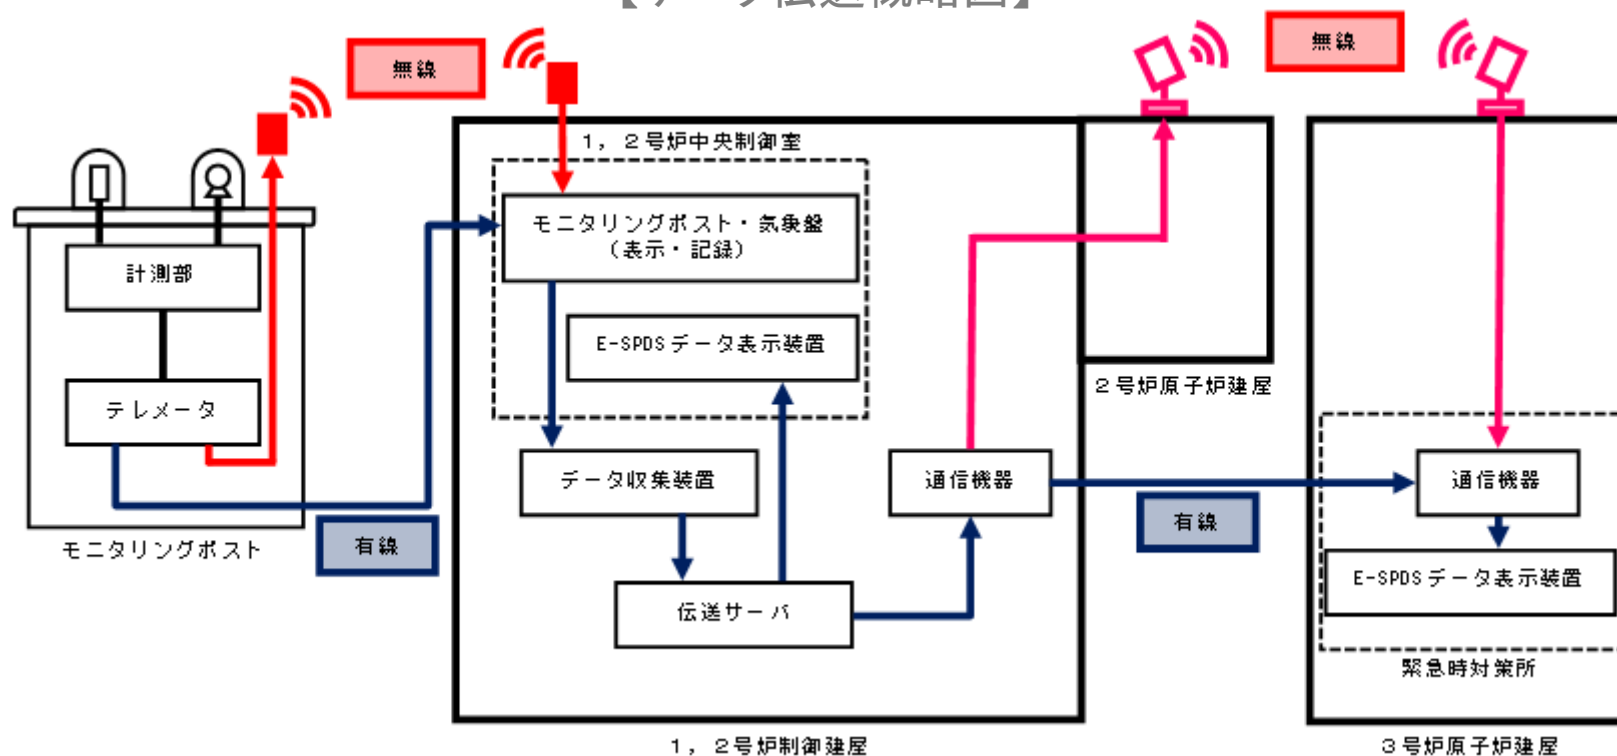 無線
無線
1，2号炉中央制御室
モニタリングポスト・気象盤
（表示・記録）
計測部
E-SPDSデータ表示装置
2号炉原子炉建屋
テレメータ
データ収集装置
通信機器
通信機器
有線
有線
モニタリングポスト
E-SPDSデータ表示装置
伝送サーバ
緊急時対策所
1，2号炉制御建屋
3号炉原子炉建屋